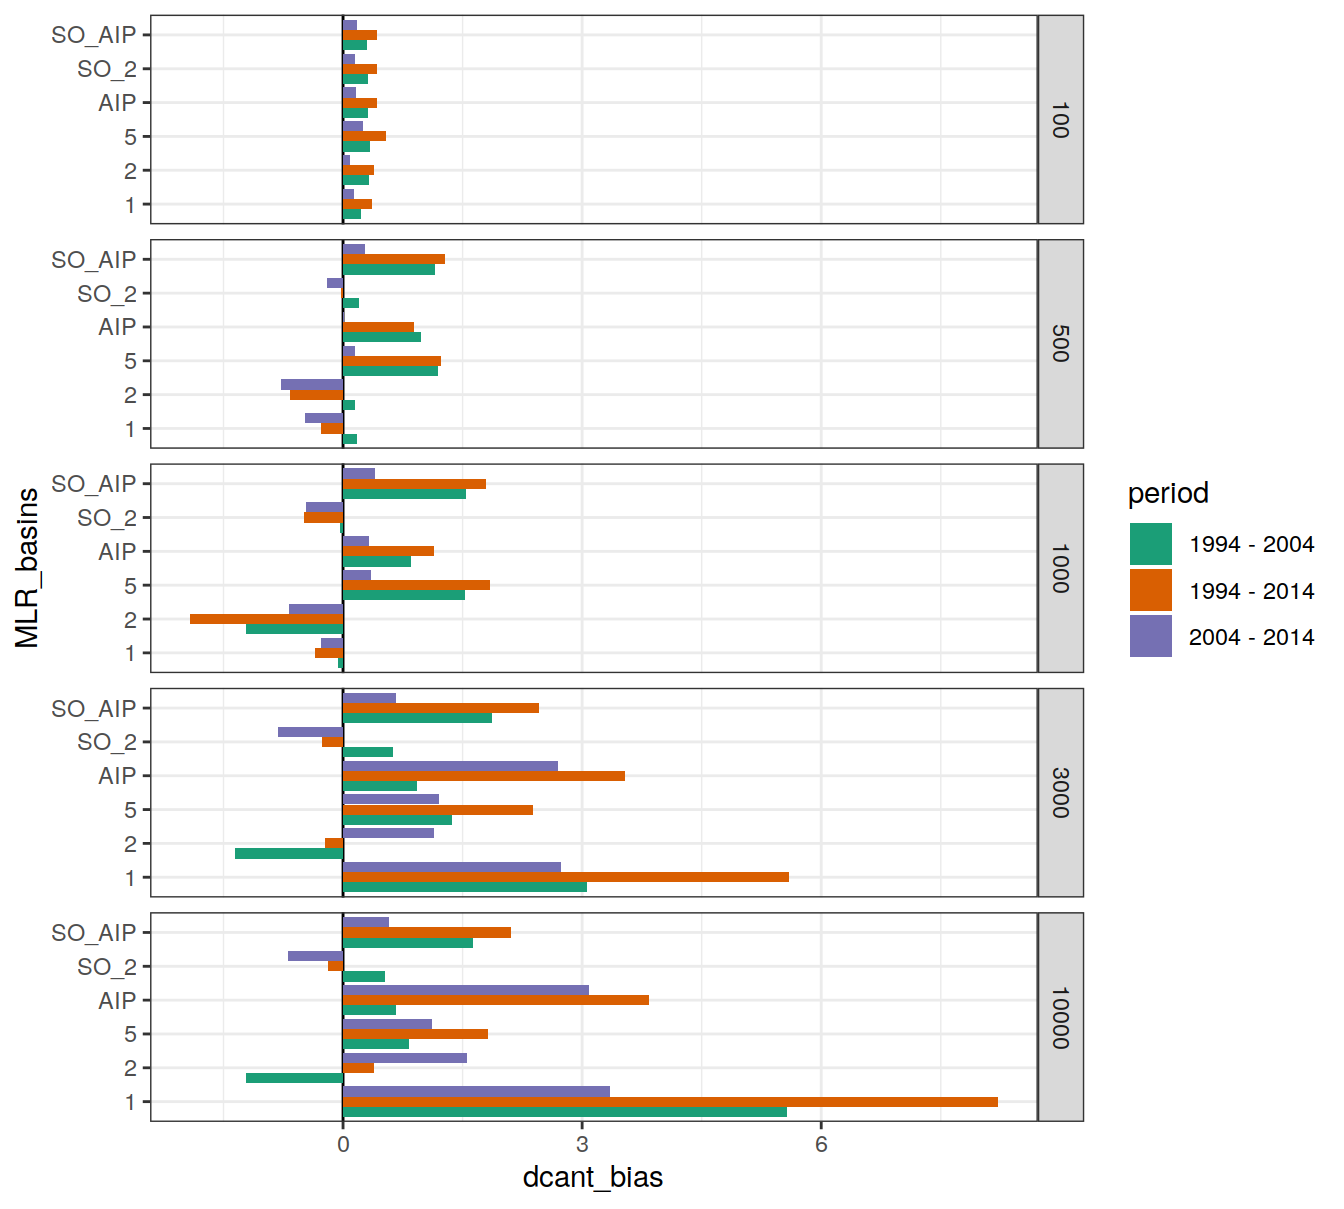 SO_AIP
SO_2
AIP
5
2
1
100
SO_AIP
SO_2
AIP
5
2
1
500
SO_AIP
SO_2
AIP
5
2
1
1000
SO_AIP
SO_2
AIP
5
2
1
3000
SO_AIP
SO_2
AIP
5
2
1
10000
0
3
6
dcant_bias
MLR_basins
period
1994 - 2004
1994 - 2014
2004 - 2014